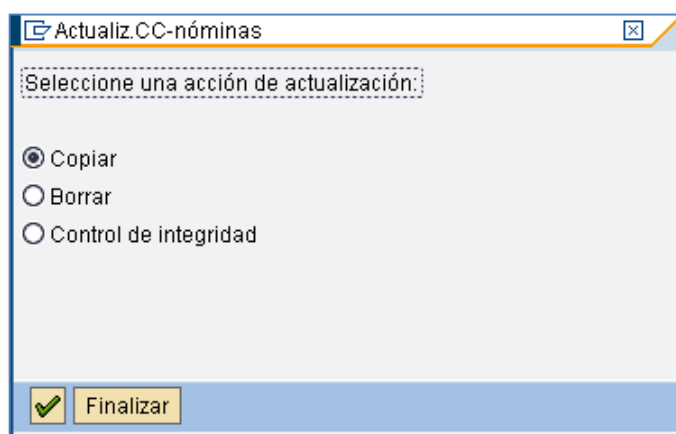 Actualiz.CC-nóminas
Seleccione una acción de actualización:
Copiar
Borrar
Control de integridad
Finalizar